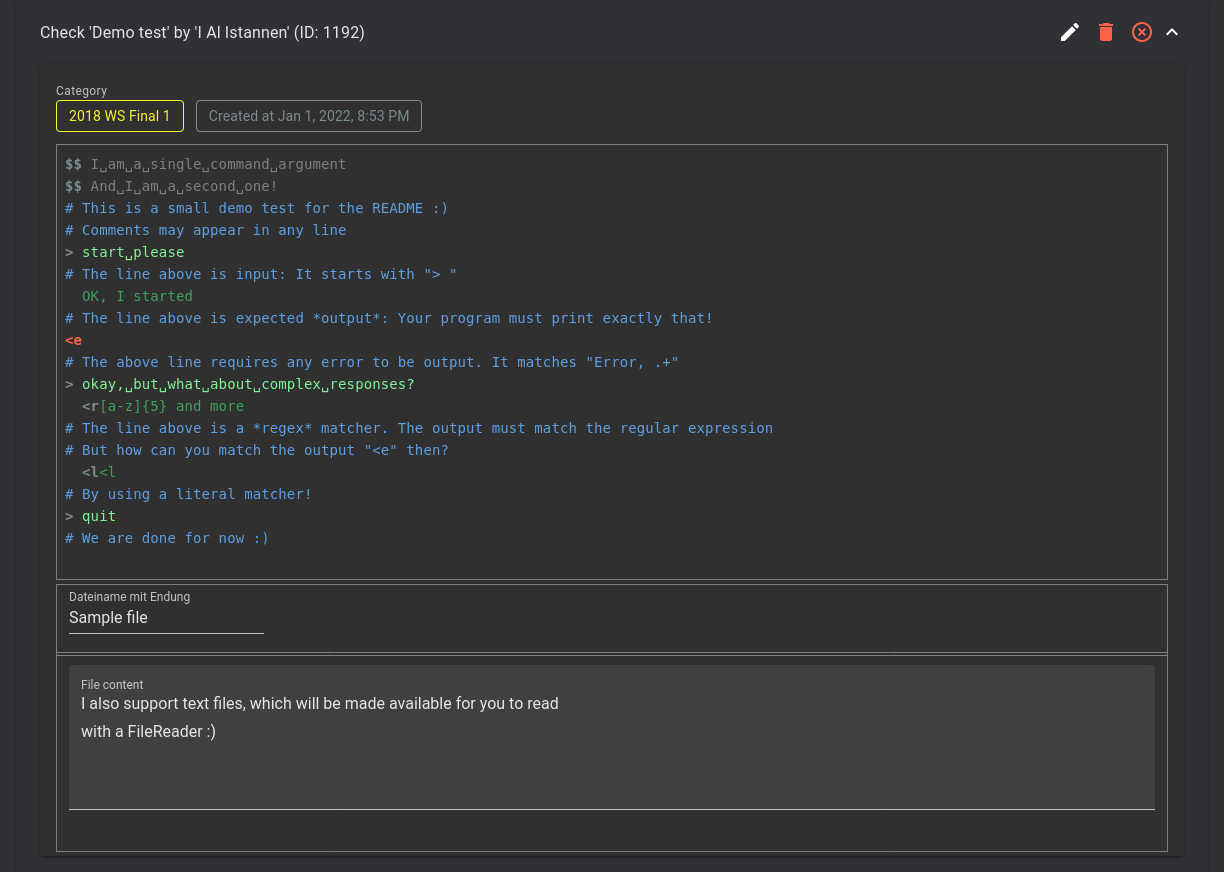 Check 'Demo test' by 'I Al Istannen' (ID: 1192)
Category
2018 WS Final 1
Created at Jan 1, 2022, 8:53 PM
$$ I␣am␣a␣single␣command␣argument
$$ And␣I␣am␣a␣second␣one!
# This is a small demo test for the README :)
# Comments may appear in any line
> start␣please
# The line above is input: It starts with "> "
  OK, I started
# The line above is expected *output*: Your program must print exactly that!
<e
# The above line requires any error to be output. It matches "Error, .+"
> okay,␣but␣what␣about␣complex␣responses?
  <r[a-z]{5} and more
# The line above is a *regex* matcher. The output must match the regular expression
# But how can you match the output "<e" then?
  <l<l
# By using a literal matcher!
> quit
# We are done for now :)
Dateiname mit Endung
Sample file
File content
I also support text files, which will be made available for you to read
with a FileReader :)